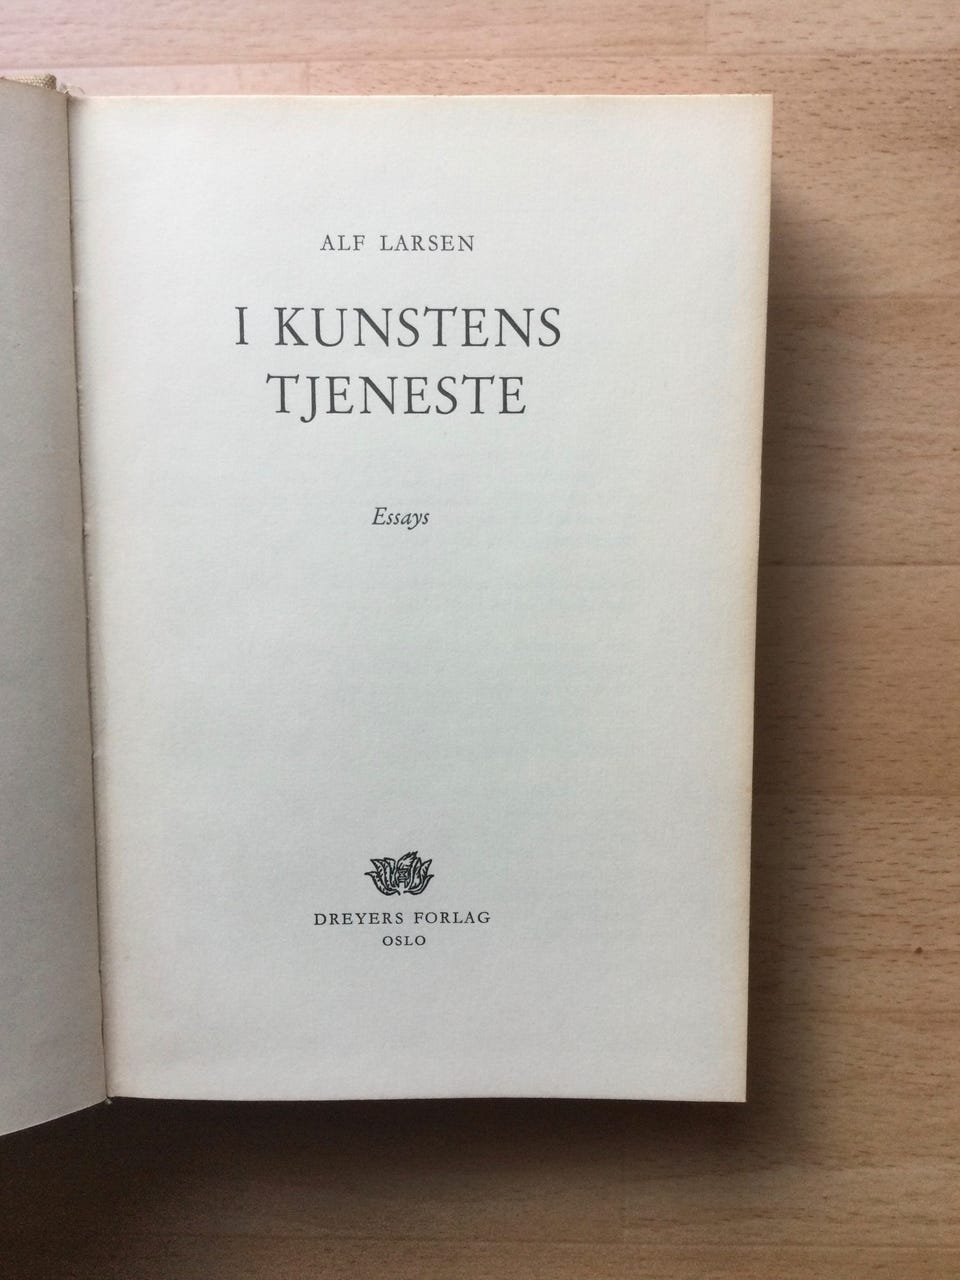 ALF LARSEN
I KUNSTENS
TJENESTE
Essays
DREYERS FORLAG
OSLO